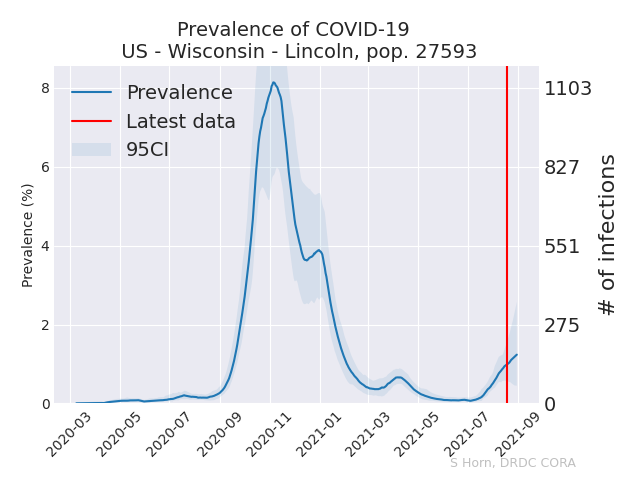 Prevalence of COVID-19
US - Wisconsin - Lincoln, pop. 27593
Prevalence
Latest data
95CI
Prevalence (%)
8
6
4
2
0
1103
827
551
275
0
# of infections
2020-03
2020-05
2020-07
2020-09
2020-11
2021-01
2021-03
2021-05
2021-07
2021-09
S Horn, DRDC CORA